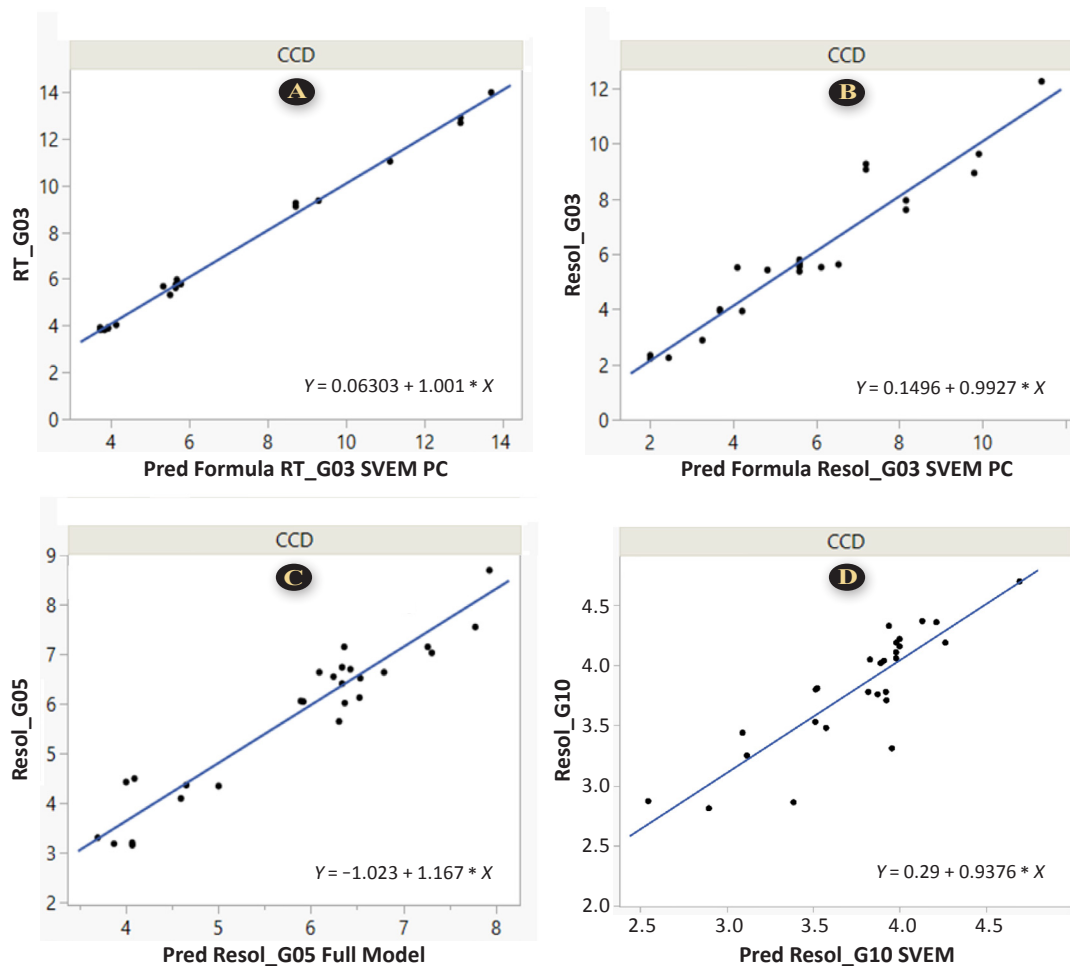 CCD
A
RT_G03
14
12
10
8
6
4
2
0
Y = 0.06303 + 1.001 * X
4 6 8 10 12 14
Pred Formula RT_G03 SVEM PC
CCD
B
Resol_G03
12
10
8
6
4
2
0
Y = 0.1496 + 0.9927 * X
2 4 6 8 10
Pred Formula Resol_G03 SVEM PC
CCD
C
Resol_G05
9
8
7
6
5
4
3
2
Y = −1.023 + 1.167 * X
4 5 6 7 8
Pred Resol_G05 Full Model
CCD
D
Resol_G10
4.5
4.0
3.5
3.0
2.5
2.0
Y = 0.29 + 0.9376 * X
2.5 3.0 3.5 4.0 4.5
Pred Resol_G10 SVEM